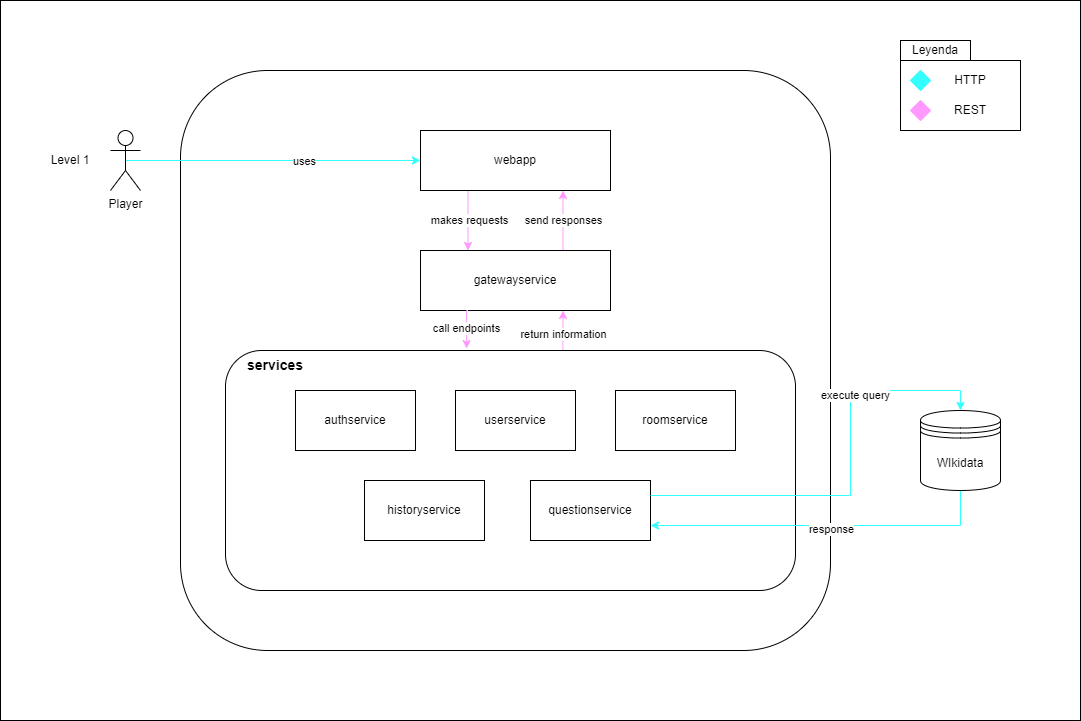 Leyenda
HTTP
REST
Level 1
Player
uses
webapp
makes requests
send responses
gatewayservice
call endpoints
return information
services
authservice
userservice
roomservice
historyservice
questionservice
execute query
WIkidata
response